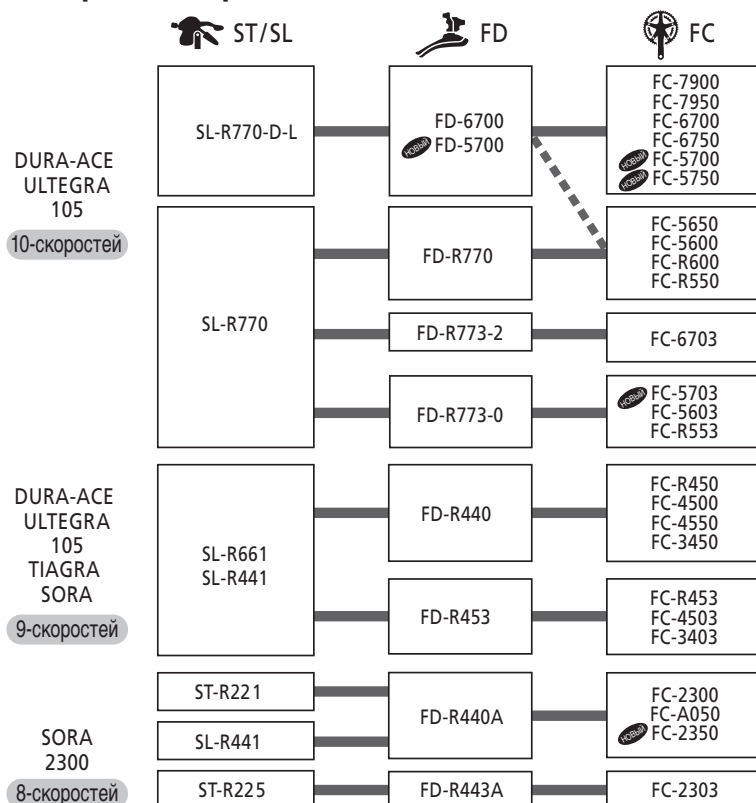 ST/SL
FD
FC
DURA-ACE
ULTEGRA
105
10-скоростей
SL-R770-D-L
FD-6700
НОВЫЙ FD-5700
FC-7900
FC-7950
FC-6700
FC-6750
НОВЫЙ FC-5700
НОВЫЙ FC-5750
SL-R770
FD-R770
FC-5650
FC-5600
FC-R600
FC-R550
FD-R773-2
FC-6703
FD-R773-0
НОВЫЙ FC-5703
FC-5603
FC-R553
DURA-ACE
ULTEGRA
105
TIAGRA
SORA
9-скоростей
SL-R661
SL-R441
FD-R440
FC-R450
FC-4500
FC-4550
FC-3450
FD-R453
FC-R453
FC-4503
FC-3403
SORA
2300
8-скоростей
ST-R221
SL-R441
FD-R440A
FC-2300
FC-A050
НОВЫЙ FC-2350
ST-R225
FD-R443A
FC-2303